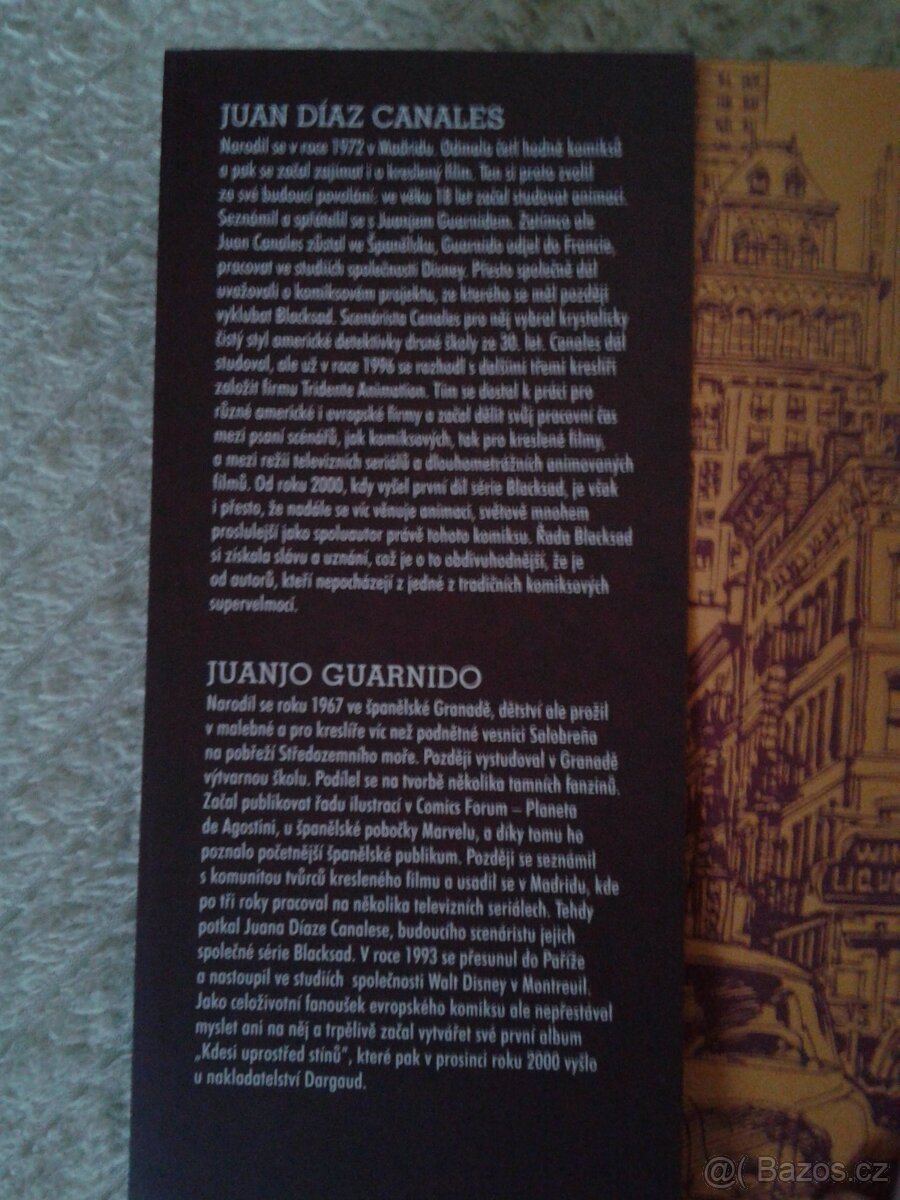 JUAN DÍAZ CANALES
Narodil se v roce 1972 v Madridu. Odmala četl hodně komiksů
a pak se začal zajímat i o kreslený film. Ten si proto zvolil
za své budoucí povolání: ve věku 18 let začal studovat animaci.
Seznámil a spřátelil se s Juanjem Guarnidem. Zatímco ale
Juan Canales zůstal ve Španělsku, Guarnido odjel do Francie,
pracovat ve studiích společnosti Disney. Přesto společně dál
uvažovali o komiksovém projektu, ze kterého se měl později
vyklubat Blacksad. Scenárista Canales pro něj vybral krystalicky
čistý styl americké detektivky drsné školy ze 30. let. Canales dál
studoval, ale už v roce 1996 se rozhodl s dalšími třemi kreslíři
založit firmu Tridente Animation. Tím se dostal k práci pro
různé americké i evropské firmy a začal dělit svůj pracovní čas
mezi psaní scénářů, jak komiksových, tak pro kreslené filmy,
a mezi režii televizních seriálů a dlouhometrážních animovaných
filmů. Od roku 2000, kdy vyšel první díl série Blacksad, je však
i přesto, že nadále se víc věnuje animaci, světově mnohem
proslulejší jako spoluautor právě tohoto komiksu. Řada Blacksad
si získala slávu a uznání, což je o to obdivuhodnější, že je
od autorů, kteří nepocházejí z jedné z tradičních komiksových
supervelmocí.
JUANJO GUARNIDO
Narodil se roku 1967 ve španělské Granadě, dětství ale prožil
v malebné a pro kreslíře víc než podnětné vesnici Salobreña
na pobřeží Středozemního moře. Později vystudoval v Granadě
výtvarnou školu. Podílel se na tvorbě několika tamních fanzinů.
Začal publikovat řadu ilustrací v Comics Forum – Planeta
de Agostini, u španělské pobočky Marvelu, a díky tomu ho
poznalo početnější španělské publikum. Později se seznámil
s komunitou tvůrců kresleného filmu a usadil se v Madridu, kde
po tři roky pracoval na několika televizních seriálech. Tehdy
potkal Juana Díaze Canalese, budoucího scenáristu jejich
společné série Blacksad. V roce 1993 se přesunul do Paříže
a nastoupil ve studiích společnosti Walt Disney v Montreuil.
Jako celoživotní fanoušek evropského komiksu ale nepřestával
myslet ani na něj a trpělivě začal vytvářet své první album
„Kdesi uprostřed stínů", které pak v prosinci roku 2000 vyšlo
u nakladatelství Dargaud.
@( Bazos.cz